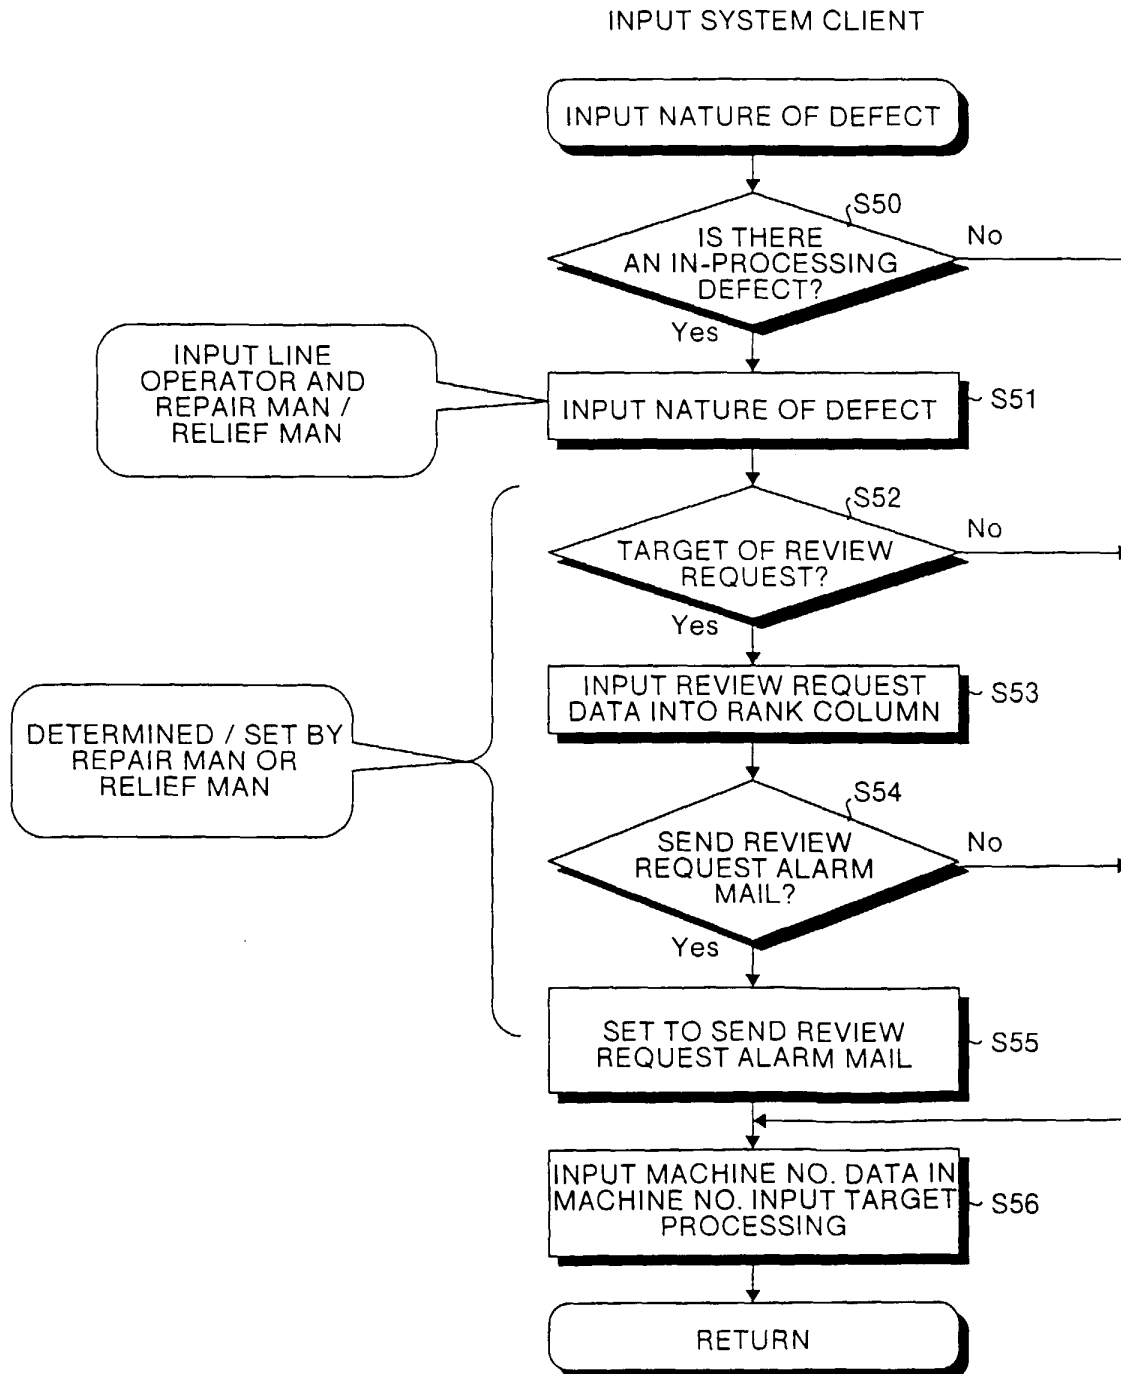 INPUT SYSTEM CLIENT
INPUT NATURE OF DEFECT
S50
IS THERE
AN IN-PROCESSING
DEFECT?
No
Yes
INPUT LINE
OPERATOR AND
REPAIR MAN /
RELIEF MAN
INPUT NATURE OF DEFECT
S51
S52
TARGET OF REVIEW
REQUEST?
No
Yes
INPUT REVIEW REQUEST
DATA INTO RANK COLUMN
S53
DETERMINED / SET BY
REPAIR MAN OR
RELIEF MAN
S54
SEND REVIEW
REQUEST ALARM
MAIL?
No
Yes
SET TO SEND REVIEW
REQUEST ALARM MAIL
S55
INPUT MACHINE NO. DATA IN
MACHINE NO. INPUT TARGET
PROCESSING
S56
RETURN